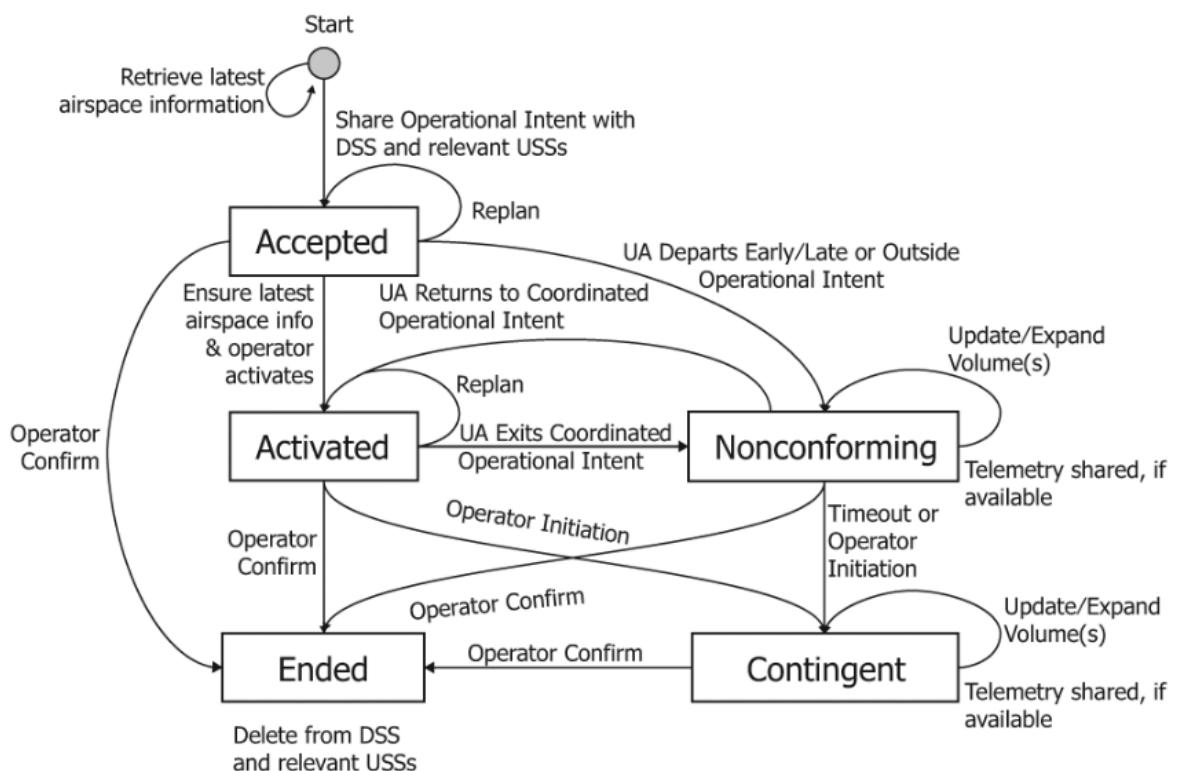 Start
Retrieve latest
airspace information
Share Operational Intent with
DSS and relevant USSs
Replan
Accepted
UA Departs Early/Late or Outside
Operational Intent
Ensure latest
airspace info
& operator
activates
UA Returns to Coordinated
Operational Intent
Update/Expand
Volume(s)
Replan
Operator
Confirm
Activated
UA Exits Coordinated
Operational Intent
Nonconforming
Telemetry shared, if
available
Operator Initiation
Timeout or
Operator
Initiation
Operator
Confirm
Operator Confirm
Update/Expand
Volume(s)
Ended
Operator Confirm
Contingent
Telemetry shared, if
available
Delete from DSS
and relevant USSs